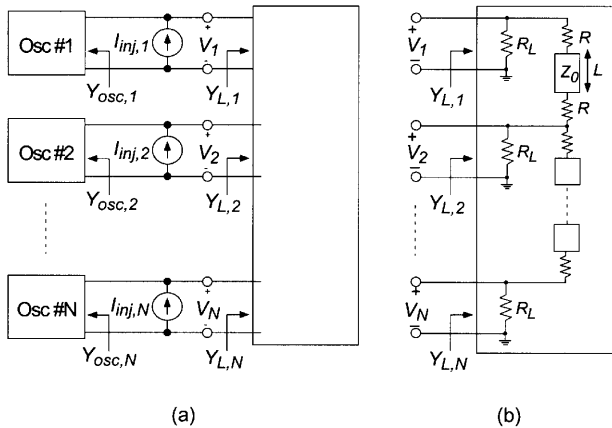 Osc #1
I_inj,1
+
V_1
-
Y_osc,1
Y_L,1
Osc #2
I_inj,2
+
V_2
-
Y_osc,2
Y_L,2
Osc #N
I_inj,N
+
V_N
-
Y_osc,N
Y_L,N
(a)
+
V_1
-
Y_L,1
R_L
R
Z_0
L
R
+
V_2
-
Y_L,2
R_L
+
V_N
-
Y_L,N
R_L
(b)